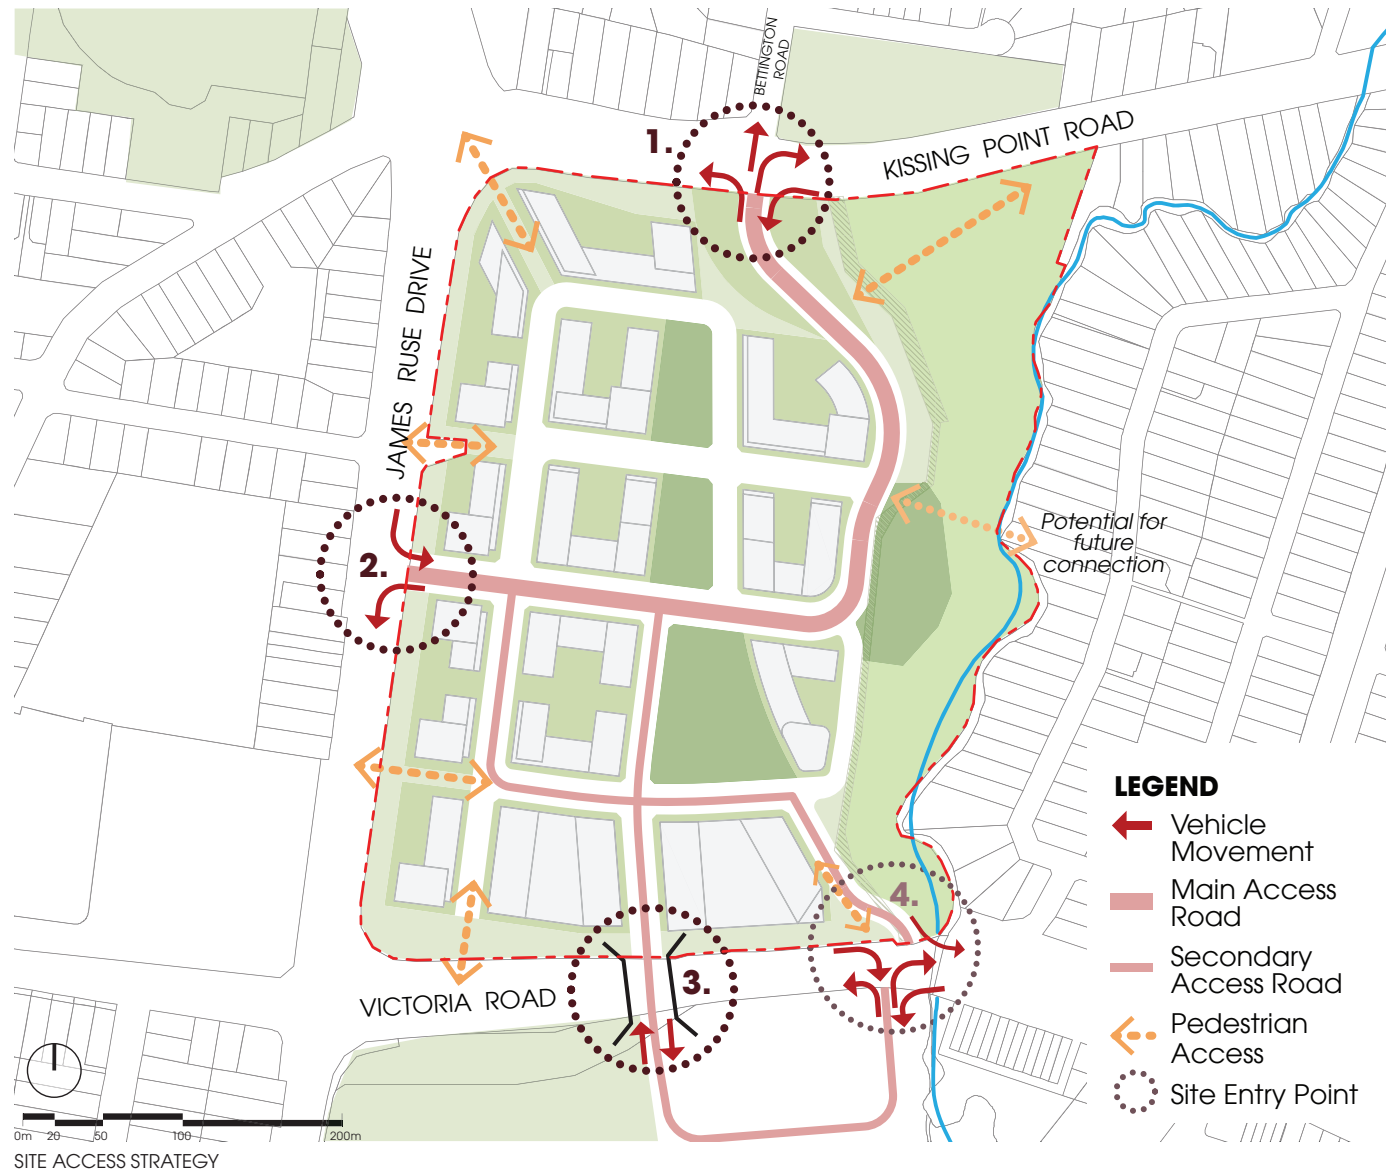 BETTINGTON
ROAD
1.
KISSING POINT ROAD
JAMES RUSE DRIVE
Potential for
future
connection
2.
LEGEND
Vehicle
Movement
Main Access
Road
4.
Secondary
Access Road
3.
VICTORIA ROAD
Pedestrian
Access
Site Entry Point
0m 20 50 100 200m
SITE ACCESS STRATEGY